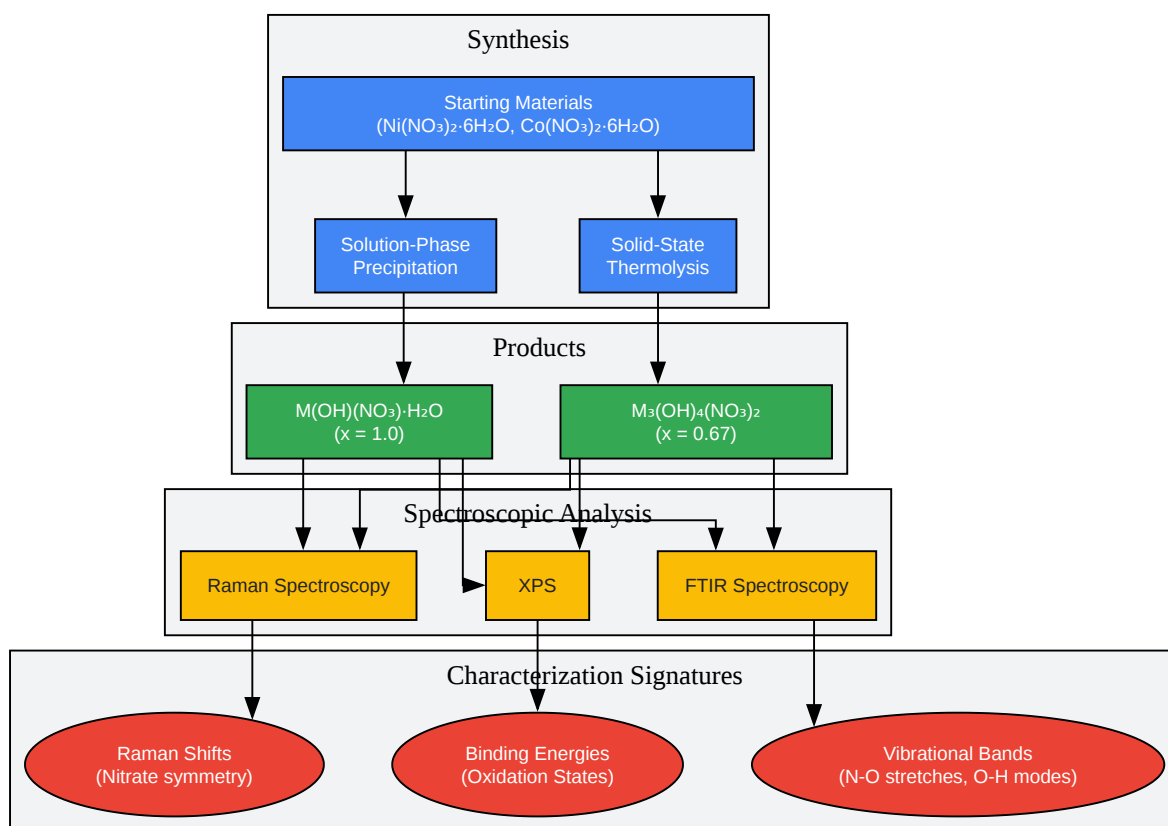 Synthesis
Starting Materials
(Ni(NO₃)₂·6H₂O, Co(NO₃)₂·6H₂O)
Solution-Phase
Precipitation
Solid-State
Thermolysis
Products
M(OH)(NO₃)·H₂O
(x = 1.0)
M₃(OH)₄(NO₃)₂
(x = 0.67)
Spectroscopic Analysis
Raman Spectroscopy
XPS
FTIR Spectroscopy
Characterization Signatures
Raman Shifts
(Nitrate symmetry)
Binding Energies
(Oxidation States)
Vibrational Bands
(N-O stretches, O-H modes)